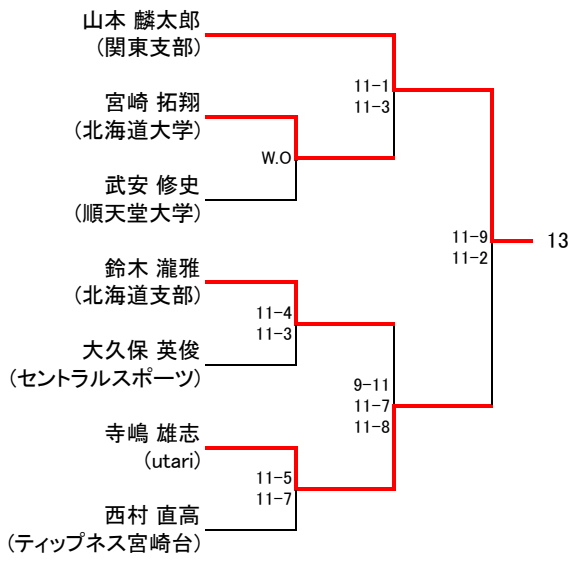 山本 麟太郎
(関東支部)
11-1
11-3
宮崎 拓翔
(北海道大学)
W.O
武安 修史
(順天堂大学)
11-9
11-2
13
鈴木 瀧雅
(北海道支部)
11-4
11-3
大久保 英俊
(セントラルスポーツ)
9-11
11-7
11-8
寺嶋 雄志
(utari)
11-5
11-7
西村 直高
(ティップネス宮崎台)